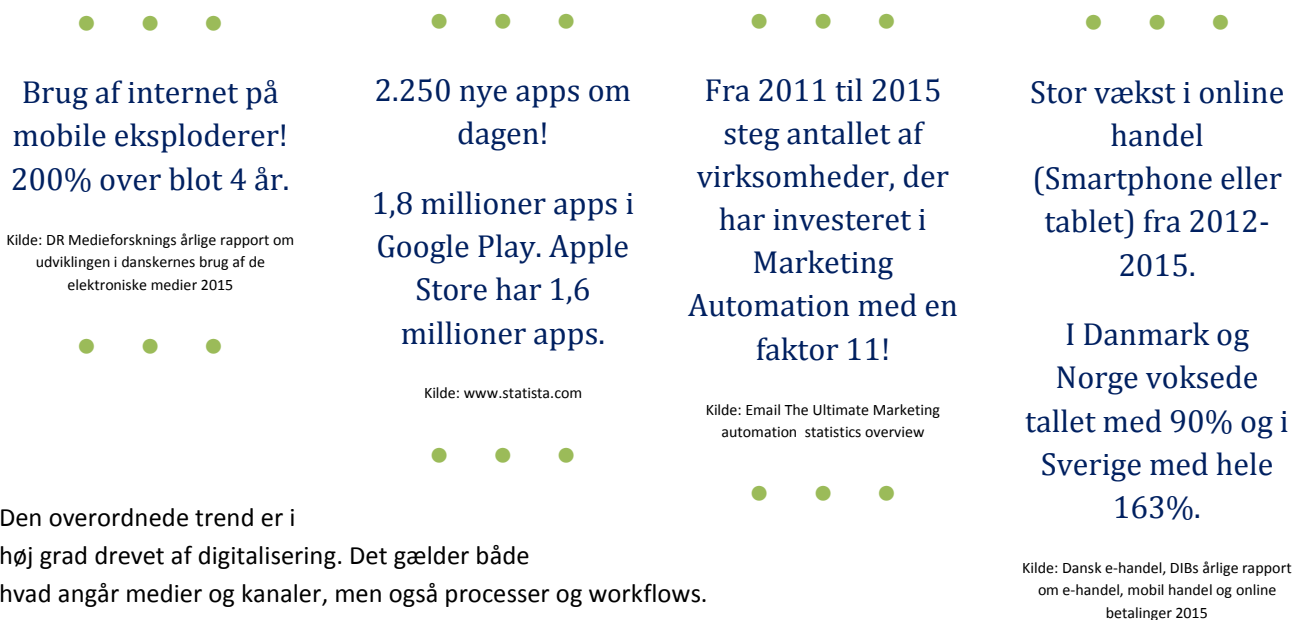 Brug af internet på
mobile eksploderer!
200% over blot 4 år.
Kilde: DR Medieforsknings årlige rapport om
udviklingen i danskernes brug af de
elektroniske medier 2015
2.250 nye apps om
dagen!
1,8 millioner apps i
Google Play. Apple
Store har 1,6
millioner apps.
Kilde: www.statista.com
Fra 2011 til 2015
steg antallet af
virksomheder, der
har investeret i
Marketing
Automation med en
faktor 11!
Kilde: Email The Ultimate Marketing
automation statistics overview
Stor vækst i online
handel
(Smartphone eller
tablet) fra 2012-
2015.
I Danmark og
Norge voksede
tallet med 90% og i
Sverige med hele
163%.
Kilde: Dansk e-handel, DIBs årlige rapport
om e-handel, mobil handel og online
betalinger 2015
Den overordnede trend er i
høj grad drevet af digitalisering. Det gælder både
hvad angår medier og kanaler, men også processer og workflows.